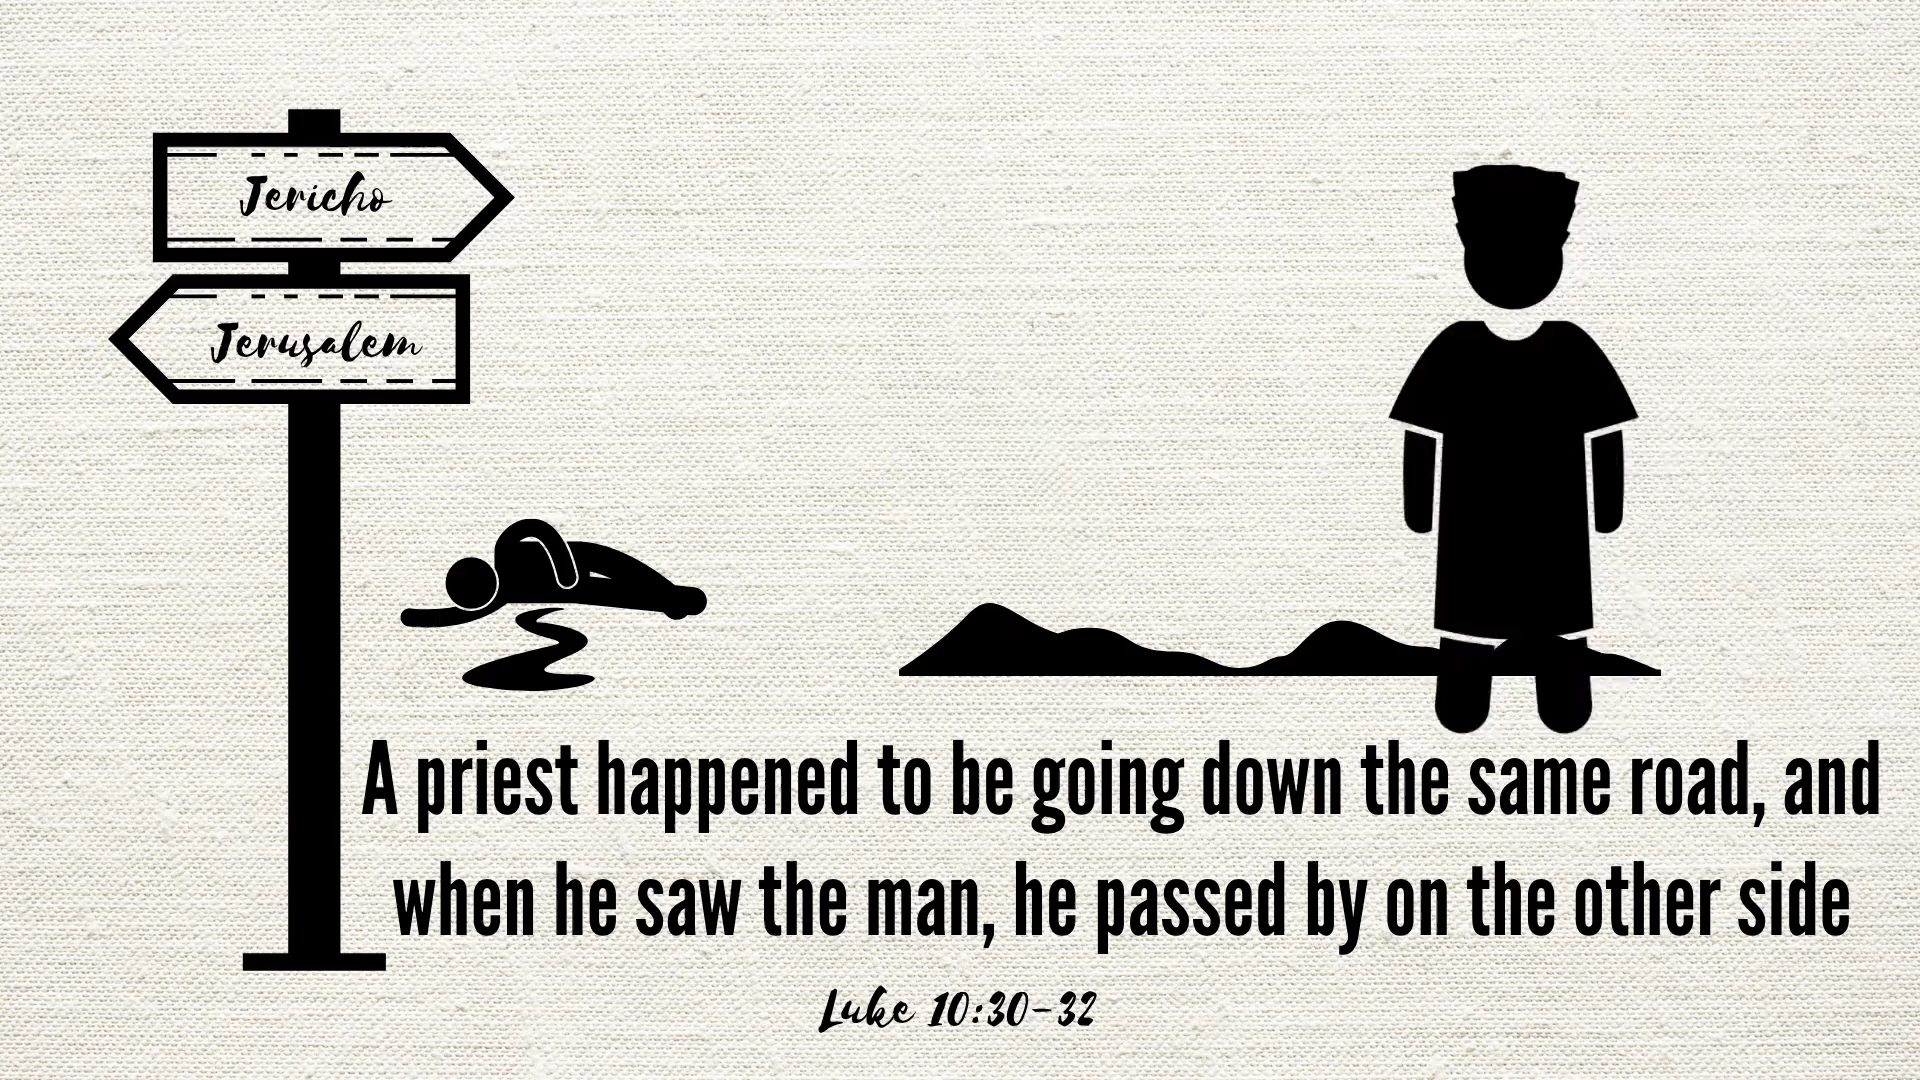 Jericho
Jerusalem
A priest happened to be going down the same road, and
when he saw the man, he passed by on the other side
Luke 10:30-32